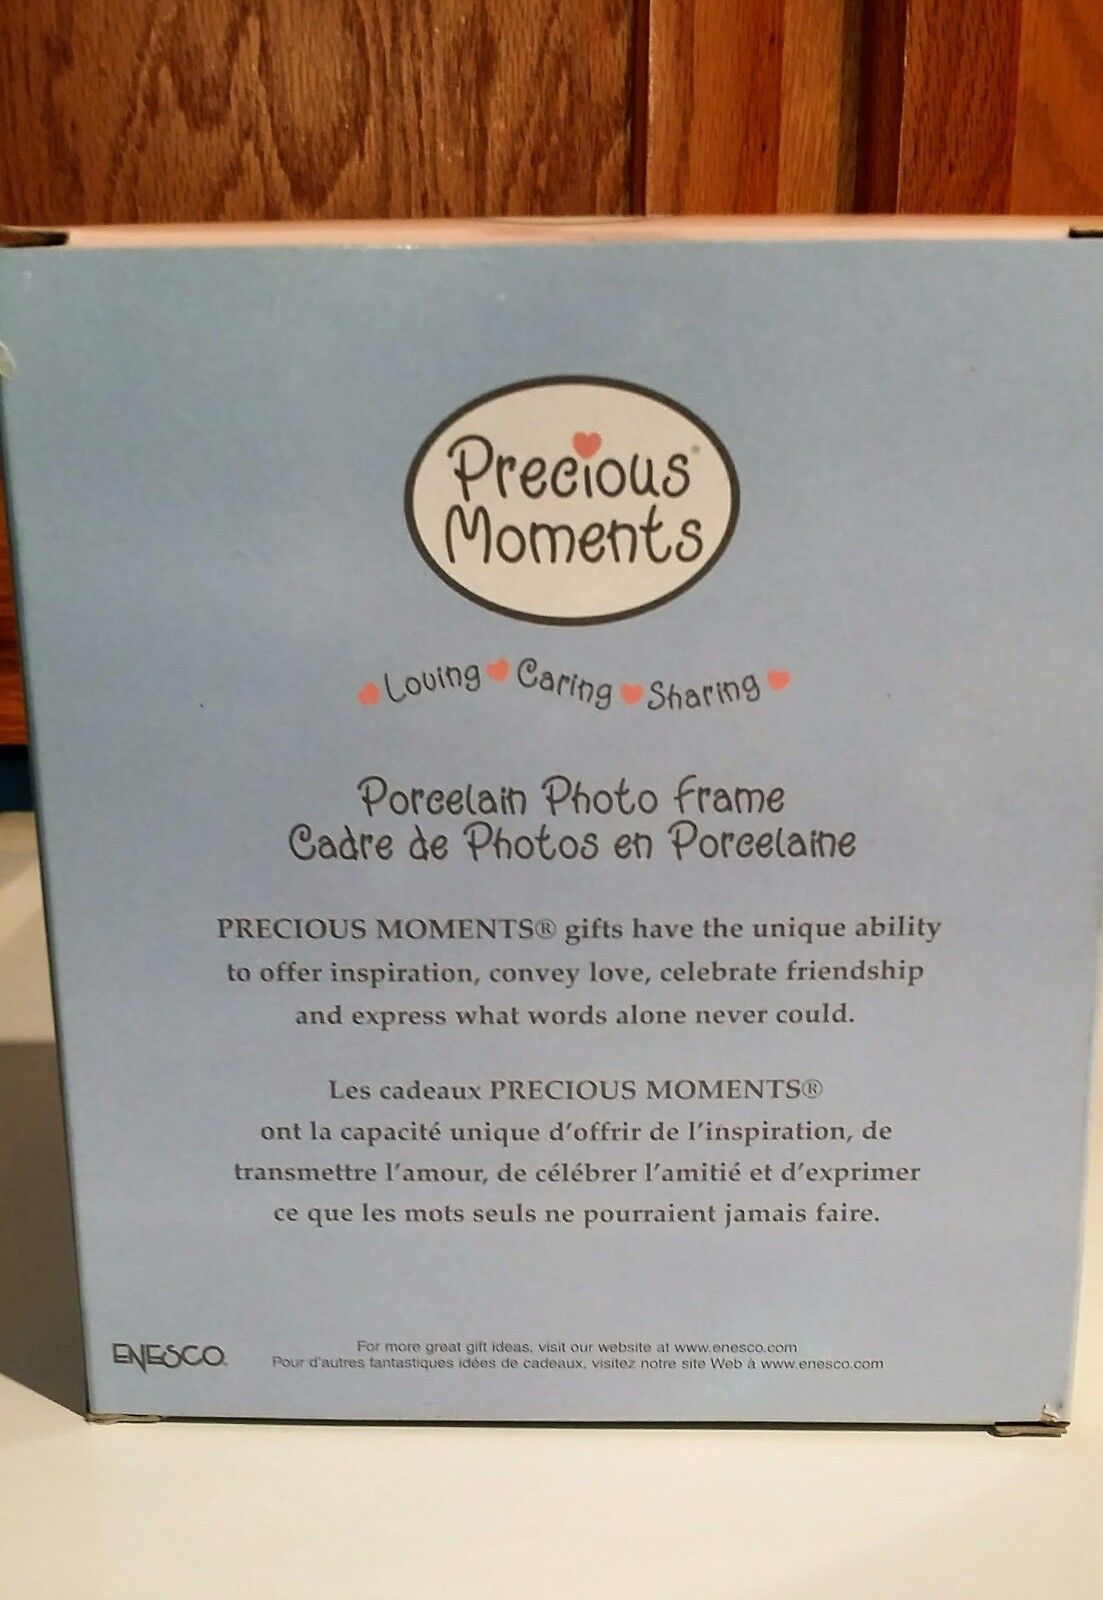 Precious®
Moments
Loving Caring Sharing
Porcelain Photo Frame
Cadre de Photos en Porcelaine
PRECIOUS MOMENTS® gifts have the unique ability
to offer inspiration, convey love, celebrate friendship
and express what words alone never could.
Les cadeaux PRECIOUS MOMENTS®
ont la capacité unique d'offrir de l'inspiration, de
transmettre l'amour, de célébrer l'amitié et d'exprimer
ce que les mots seuls ne pourraient jamais faire.
ENESCO.
For more great gift ideas, visit our website at www.enesco.com
Pour d'autres fantastiques idées de cadeaux, visitez notre site Web à www.enesco.com